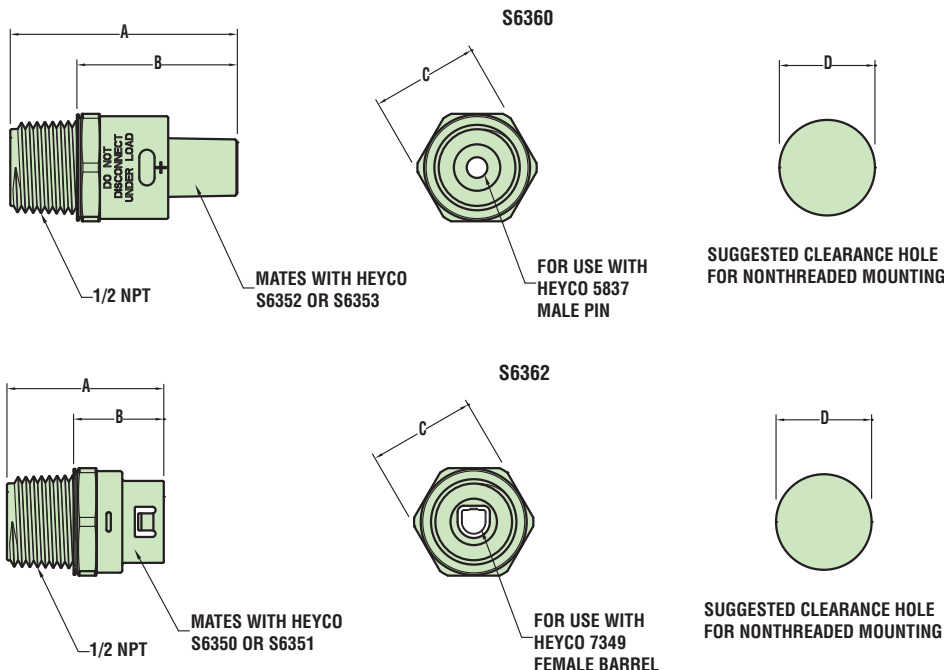 S6360
A
B
C
D
DO NOT
DISCONNECT
UNDER LOAD
+
1/2 NPT
MATES WITH HEYCO
S6352 OR S6353
FOR USE WITH
HEYCO 5837
MALE PIN
SUGGESTED CLEARANCE HOLE
FOR NONTHREADED MOUNTING
S6362
A
B
C
D
1/2 NPT
MATES WITH HEYCO
S6350 OR S6351
FOR USE WITH
HEYCO 7349
FEMALE BARREL
SUGGESTED CLEARANCE HOLE
FOR NONTHREADED MOUNTING